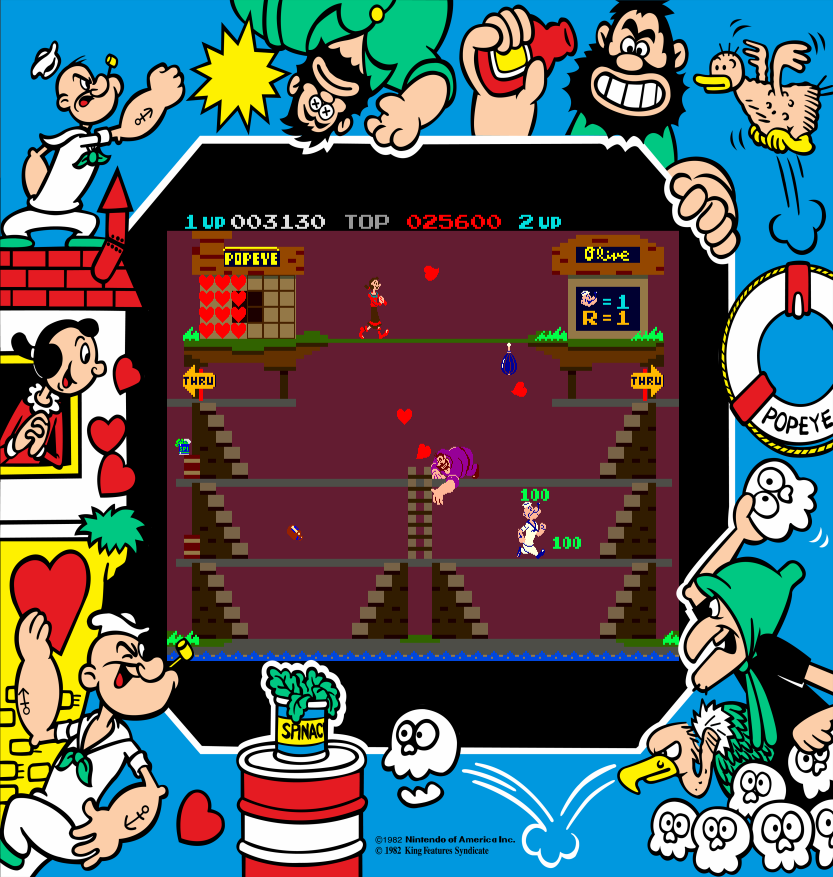 1UP 003130 TOP 025600 2UP
POPEYE
Olive
= 1
R = 1
THRU
THRU
100
100
POPEYE
SPINAC
©1982 Nintendo of America Inc.
© 1982 King Features Syndicate